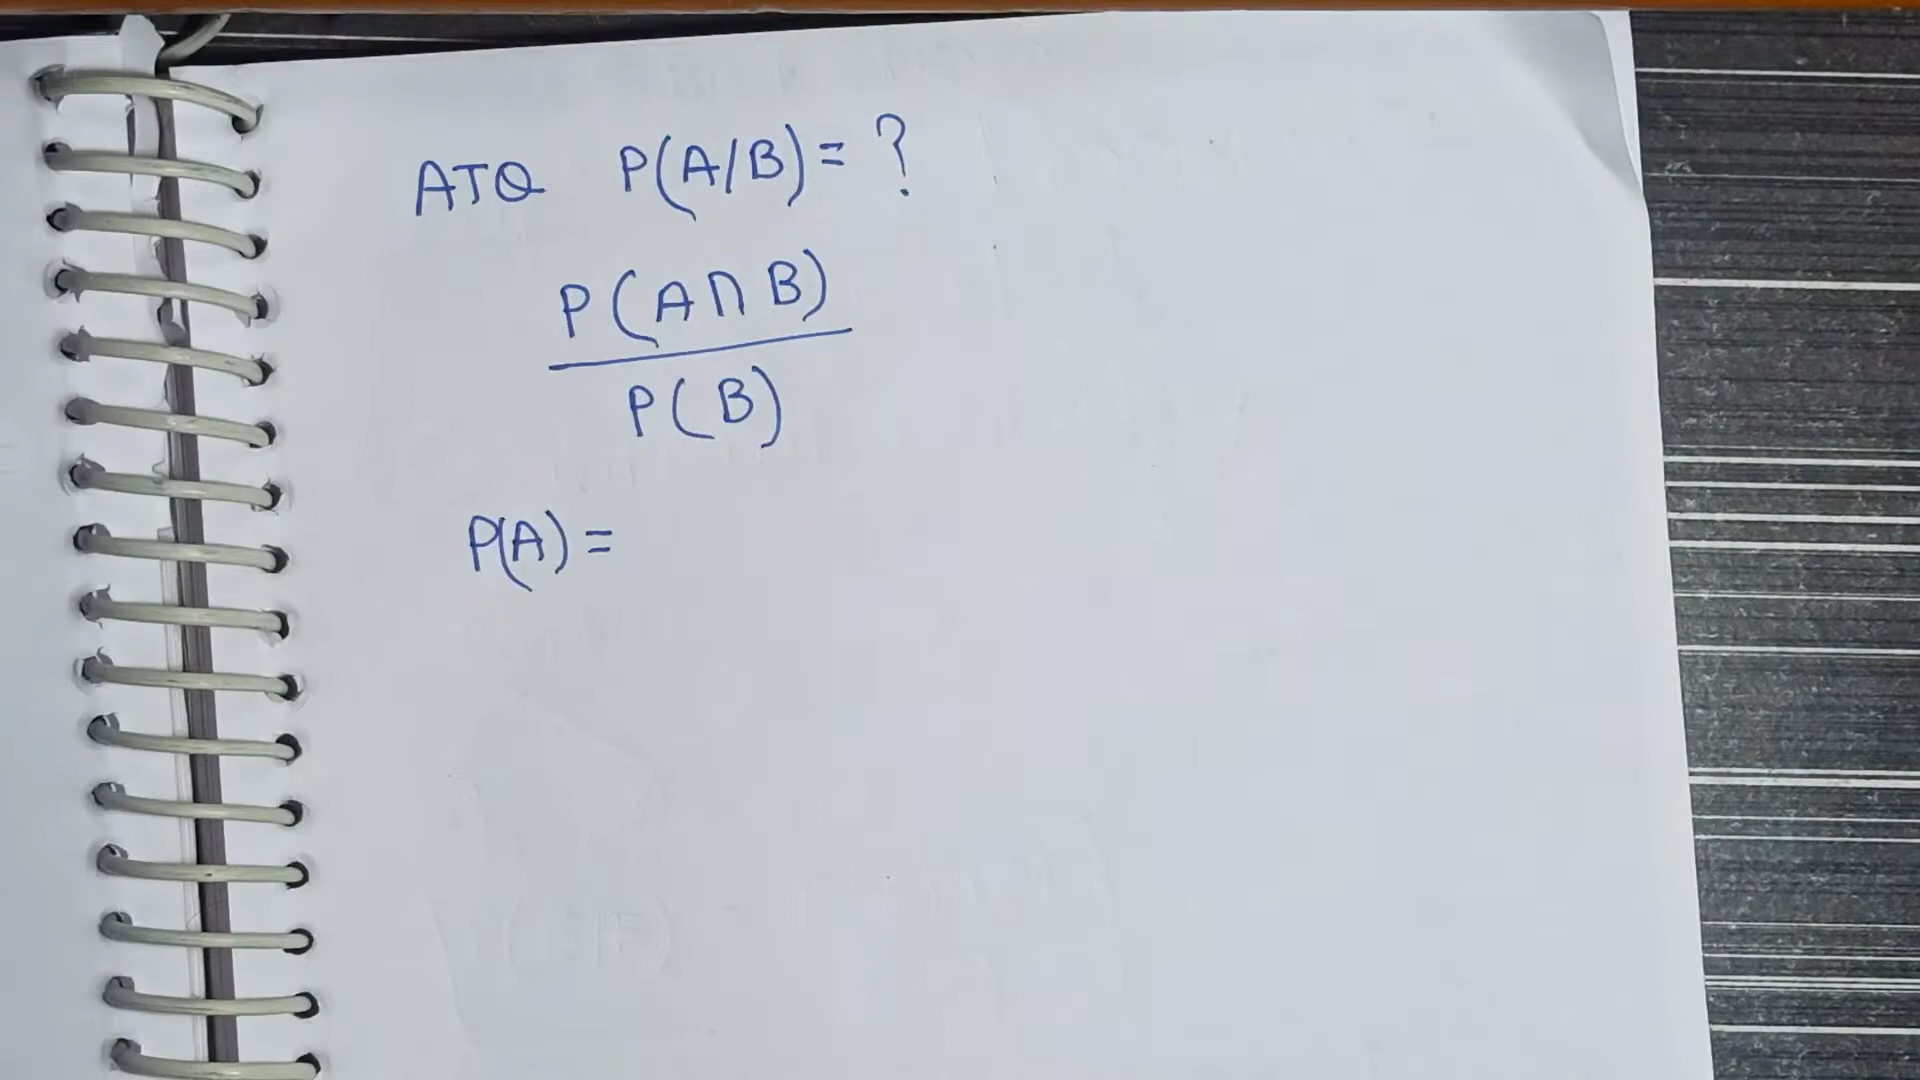 ATQ P(A/B) = ?
P(A∩B)
P(B)
P(A) =